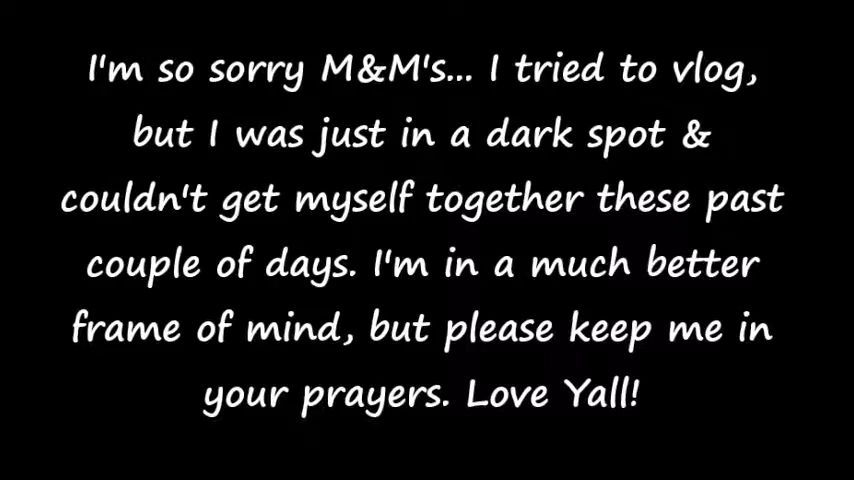 I'm so sorry M&M's... I tried to vlog,
but I was just in a dark spot &
couldn't get myself together these past
couple of days. I'm in a much better
frame of mind, but please keep me in
your prayers. Love Yall!